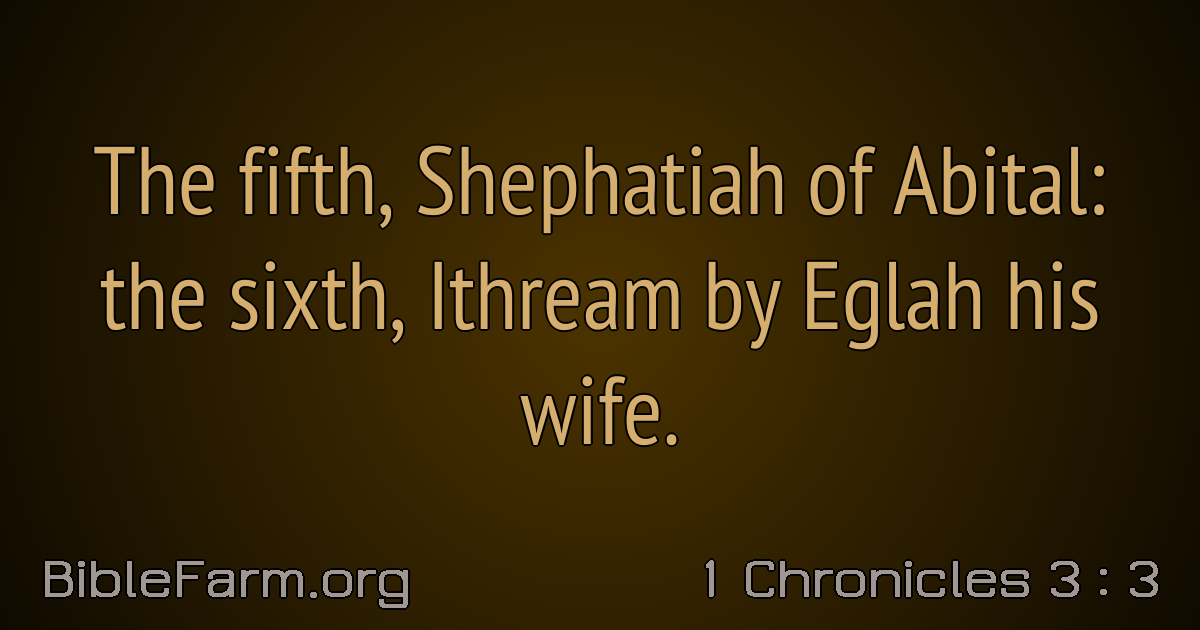 The fifth, Shephatiah of Abital:
the sixth, Ithream by Eglah his
wife.
BibleFarm.org
1 Chronicles 3 : 3